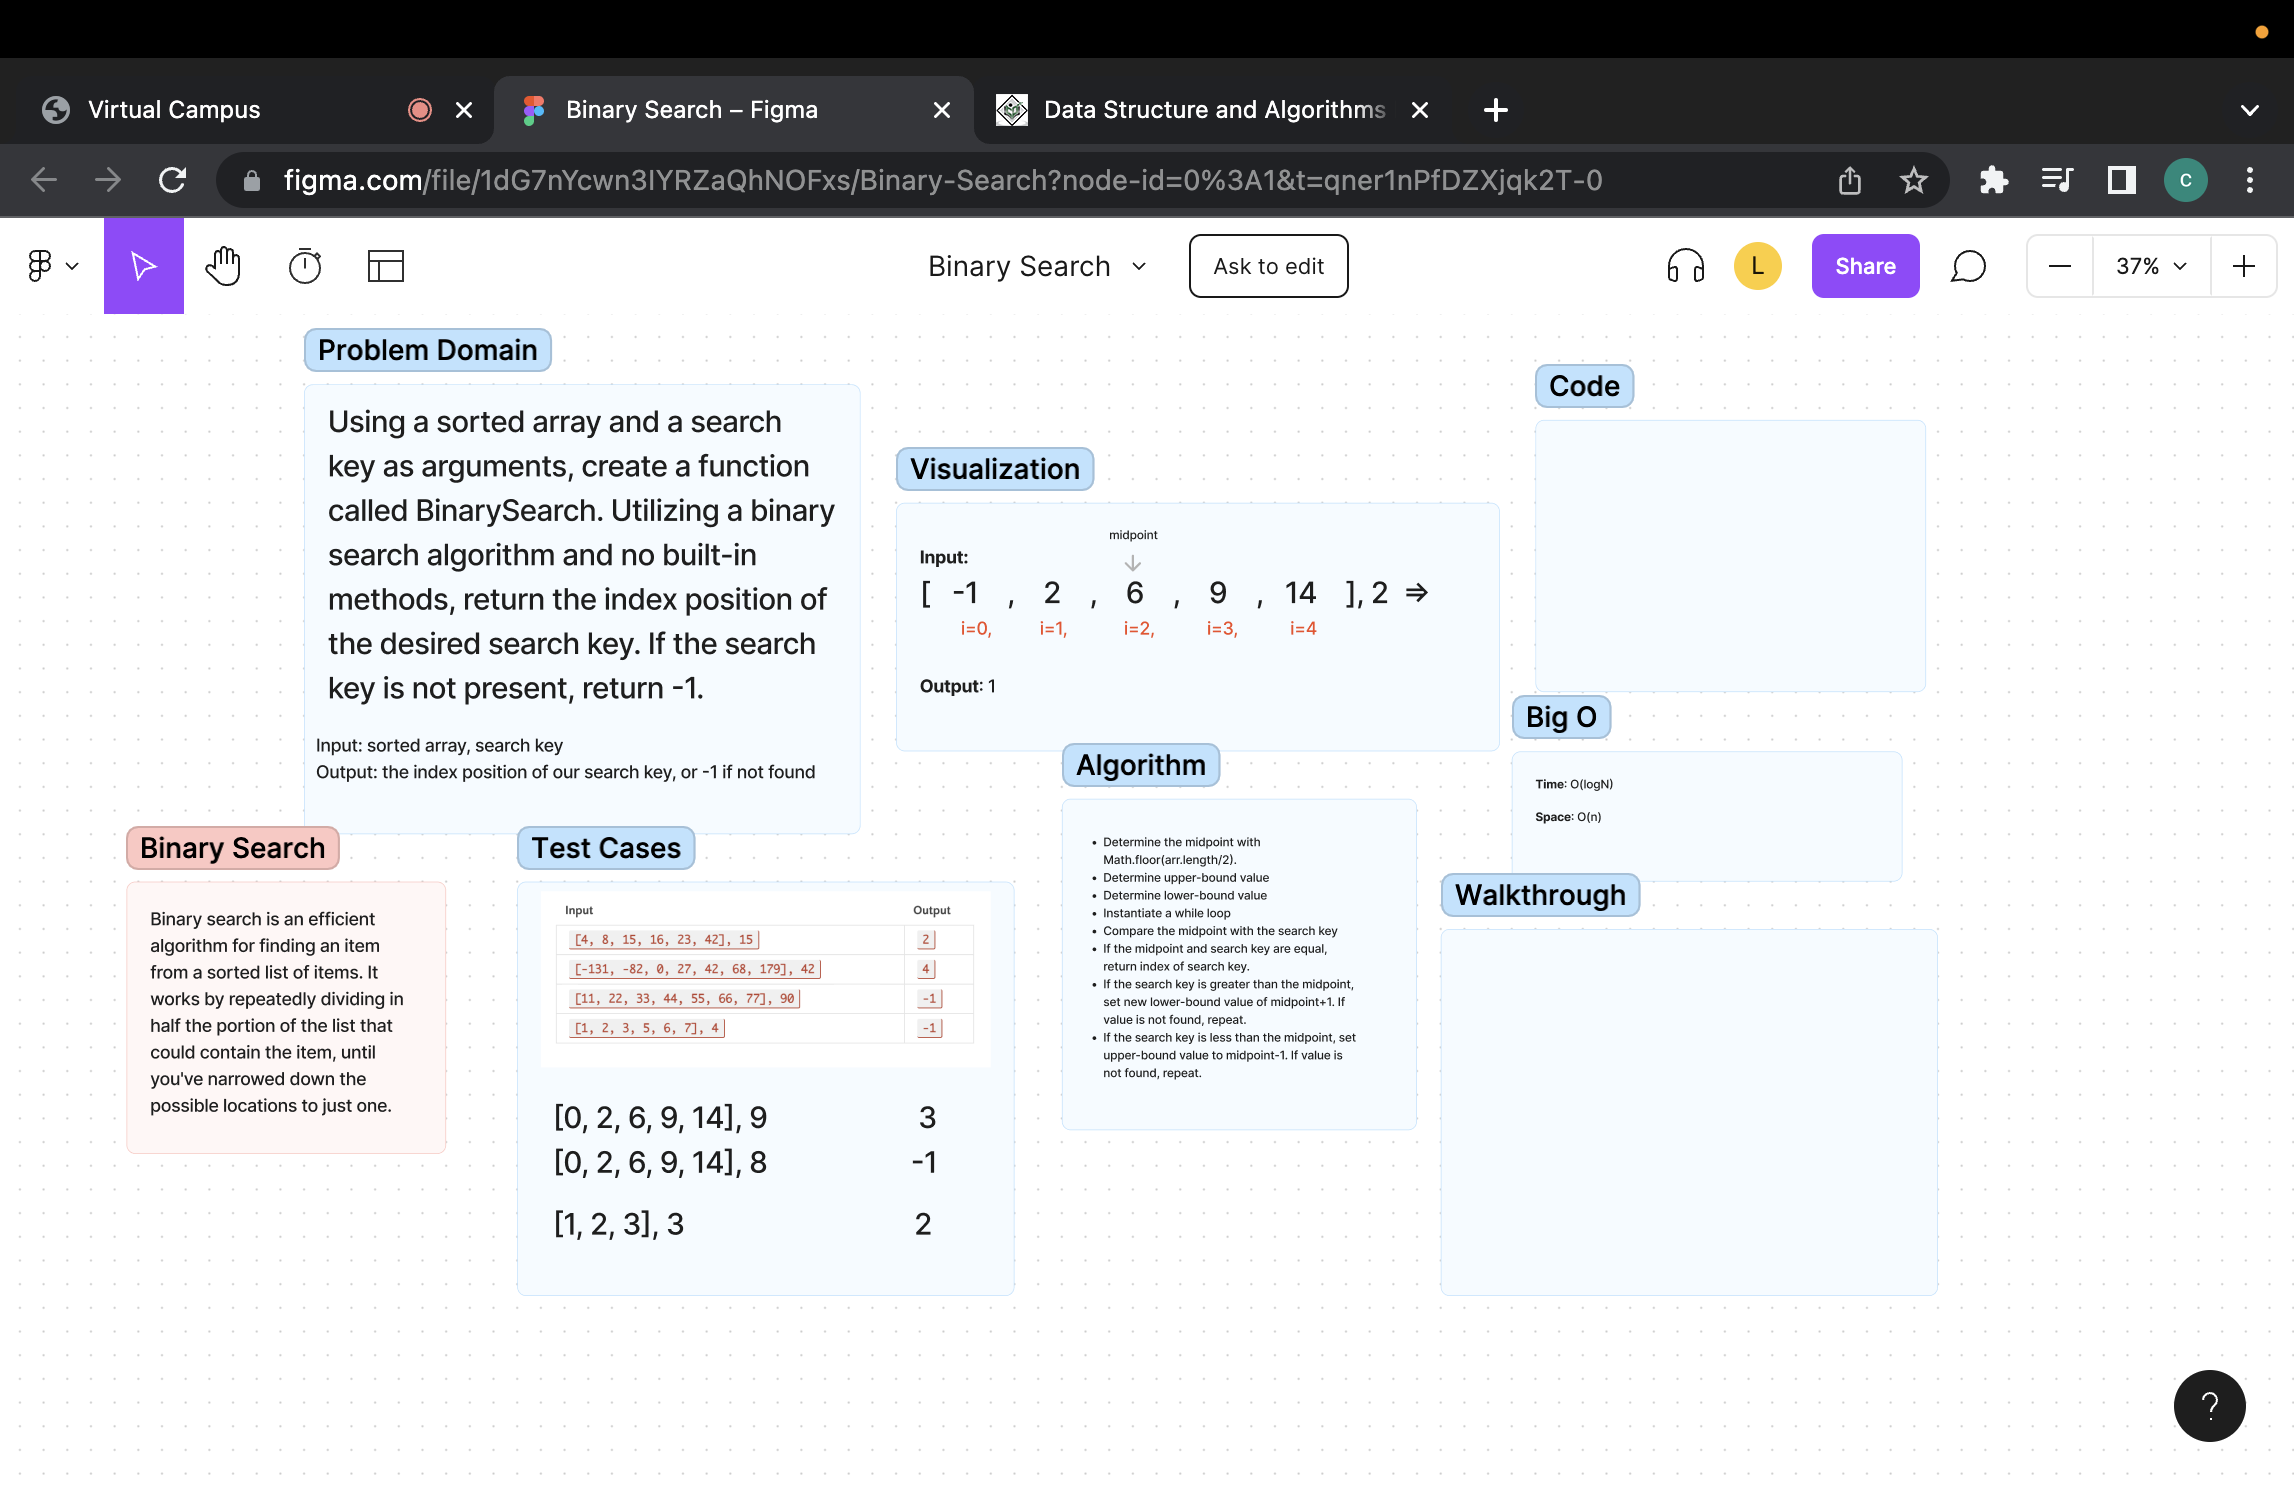 Virtual Campus
Binary Search – Figma
Data Structure and Algorithms
figma.com/file/1dG7nYcwn3IYRZaQhNOFxs/Binary-Search?node-id=0%3A1&t=qner1nPfDZXjqk2T-0
C
Binary Search
Ask to edit
L
Share
37%
Problem Domain
Using a sorted array and a search
key as arguments, create a function
called BinarySearch. Utilizing a binary
search algorithm and no built-in
methods, return the index position of
the desired search key. If the search
key is not present, return -1.
Input: sorted array, search key
Output: the index position of our search key, or -1 if not found
Binary Search
Binary search is an efficient
algorithm for finding an item
from a sorted list of items. It
works by repeatedly dividing in
half the portion of the list that
could contain the item, until
you've narrowed down the
possible locations to just one.
Test Cases
Input Output
[4, 8, 15, 16, 23, 42], 15 2
[-131, -82, 0, 27, 42, 68, 179], 42 4
[11, 22, 33, 44, 55, 66, 77], 90 -1
[1, 2, 3, 5, 6, 7], 4 -1
[0, 2, 6, 9, 14], 9 3
[0, 2, 6, 9, 14], 8 -1
[1, 2, 3], 3 2
Visualization
midpoint
Input:
[ -1 , 2 , 6 , 9 , 14 ], 2 ⇒
i=0, i=1, i=2, i=3, i=4
Output: 1
Algorithm
• Determine the midpoint with
Math.floor(arr.length/2).
• Determine upper-bound value
• Determine lower-bound value
• Instantiate a while loop
• Compare the midpoint with the search key
• If the midpoint and search key are equal,
return index of search key.
• If the search key is greater than the midpoint,
set new lower-bound value of midpoint+1. If
value is not found, repeat.
• If the search key is less than the midpoint, set
upper-bound value to midpoint-1. If value is
not found, repeat.
Code
Big O
Time: O(logN)
Space: O(n)
Walkthrough
?